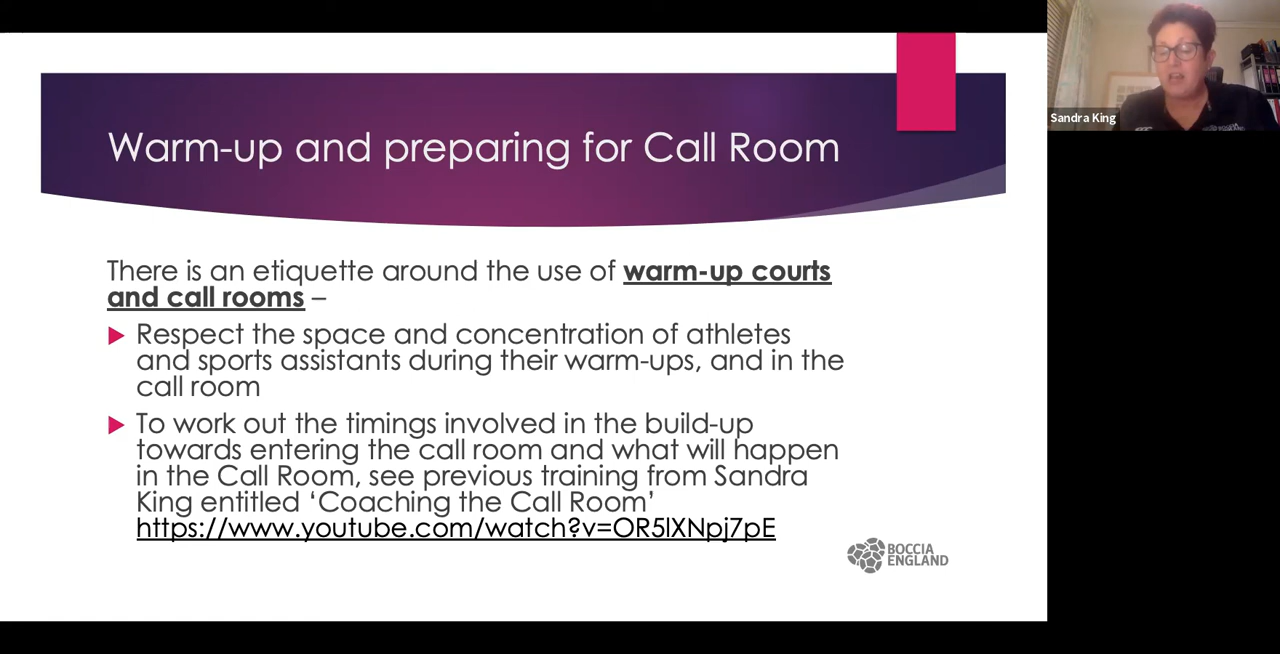 Warm-up and preparing for Call Room
Sandra King
There is an etiquette around the use of warm-up courts
and call rooms –
Respect the space and concentration of athletes
and sports assistants during their warm-ups, and in the
call room
To work out the timings involved in the build-up
towards entering the call room and what will happen
in the Call Room, see previous training from Sandra
King entitled ‘Coaching the Call Room’
https://www.youtube.com/watch?v=OR5lXNpj7pE
BOCCIA
ENGLAND